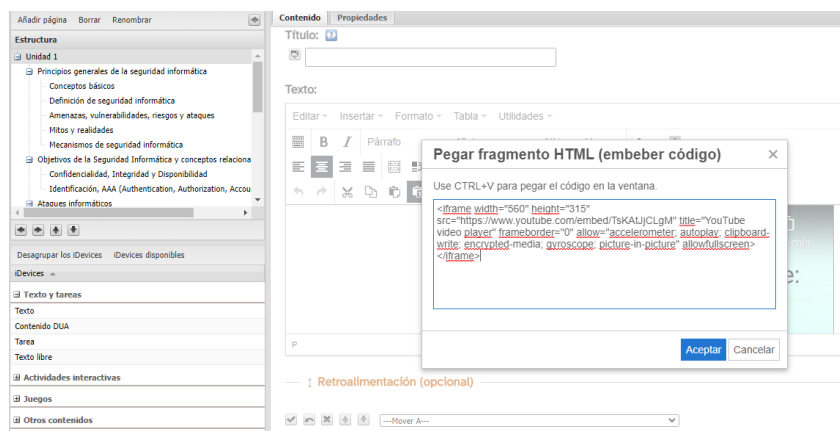 Añadir página Borrar Renombrar
Estructura
Unidad 1
Principios generales de la seguridad informática
Conceptos básicos
Definición de seguridad informática
Amenazas, vulnerabilidades, riesgos y ataques
Mitos y realidades
Mecanismos de seguridad informática
Objetivos de la Seguridad Informática y conceptos relaciona
Confidencialidad, Integridad y Disponibilidad
Identificación, AAA (Authentication, Authorization, Accou
Ataques informáticos
Desagrupar los iDevices iDevices disponibles
iDevices
Texto y tareas
Texto
Contenido DUA
Tarea
Texto libre
Actividades interactivas
Juegos
Otros contenidos
Contenido Propiedades
Título:
Texto:
Editar Insertar Formato Tabla Utilidades
B I Párrafo
Pegar fragmento HTML (embeber código)
Use CTRL+V para pegar el código en la ventana.
<iframe width="560" height="315"
src="https://www.youtube.com/embed/TsKAtJjCLgM" title="YouTube
video player" frameborder="0" allow="accelerometer; autoplay; clipboard-
write; encrypted-media; gyroscope; picture-in-picture" allowfullscreen>
</iframe>
Aceptar Cancelar
P
Retroalimentación (opcional)
---Mover A---